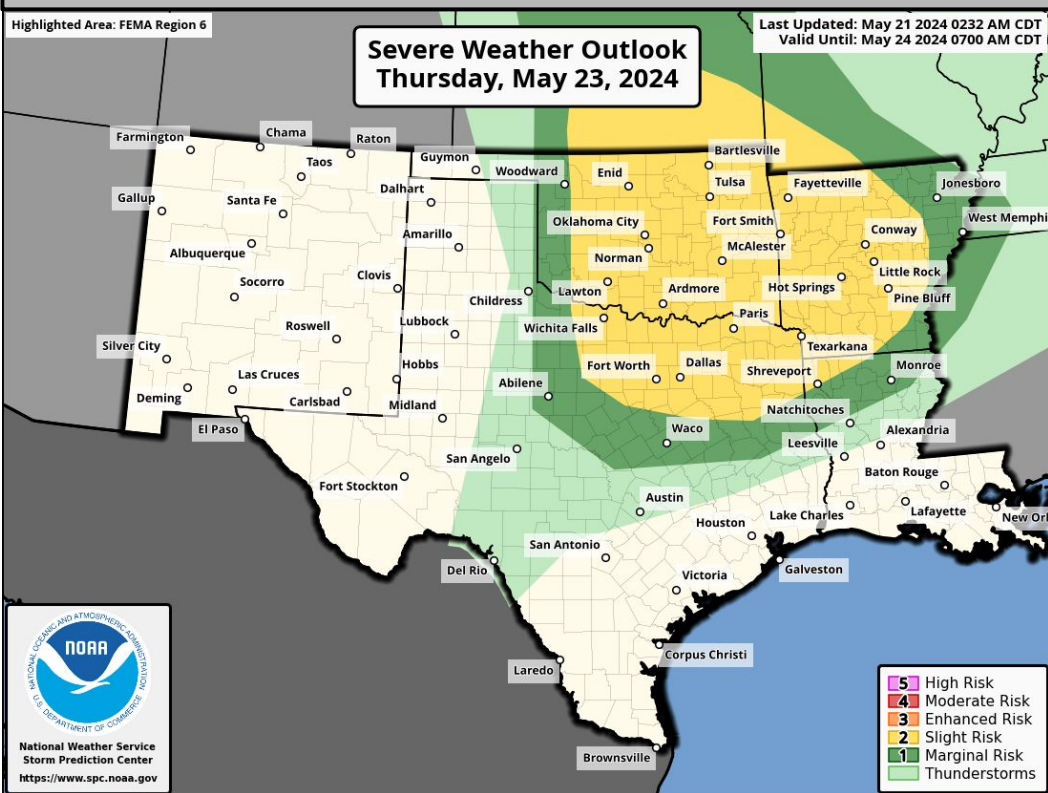 Highlighted Area: FEMA Region 6
Severe Weather Outlook
Thursday, May 23, 2024
Last Updated: May 21 2024 0232 AM CDT
Valid Until: May 24 2024 0700 AM CDT
Farmington
Chama
Raton
Taos
Guymon
Woodward
Enid
Bartlesville
Tulsa
Fayetteville
Jonesboro
Gallup
Santa Fe
Dalhart
Oklahoma City
Fort Smith
Conway
West Memphi
Albuquerque
Amarillo
Norman
McAlester
Little Rock
Socorro
Clovis
Childress
Lawton
Ardmore
Hot Springs
Pine Bluff
Roswell
Lubbock
Wichita Falls
Paris
Texarkana
Silver City
Las Cruces
Hobbs
Fort Worth
Dallas
Shreveport
Monroe
Deming
Carlsbad
Midland
Abilene
Natchitoches
El Paso
San Angelo
Waco
Leesville
Alexandria
Fort Stockton
Baton Rouge
Austin
Houston
Lake Charles
Lafayette
New Orl
Del Rio
San Antonio
Galveston
Victoria
Laredo
Corpus Christi
Brownsville
NATIONAL OCEANIC AND ATMOSPHERIC ADMINISTRATION
NOAA
U.S. DEPARTMENT OF COMMERCE
National Weather Service
Storm Prediction Center
https://www.spc.noaa.gov
5 High Risk
4 Moderate Risk
3 Enhanced Risk
2 Slight Risk
1 Marginal Risk
Thunderstorms